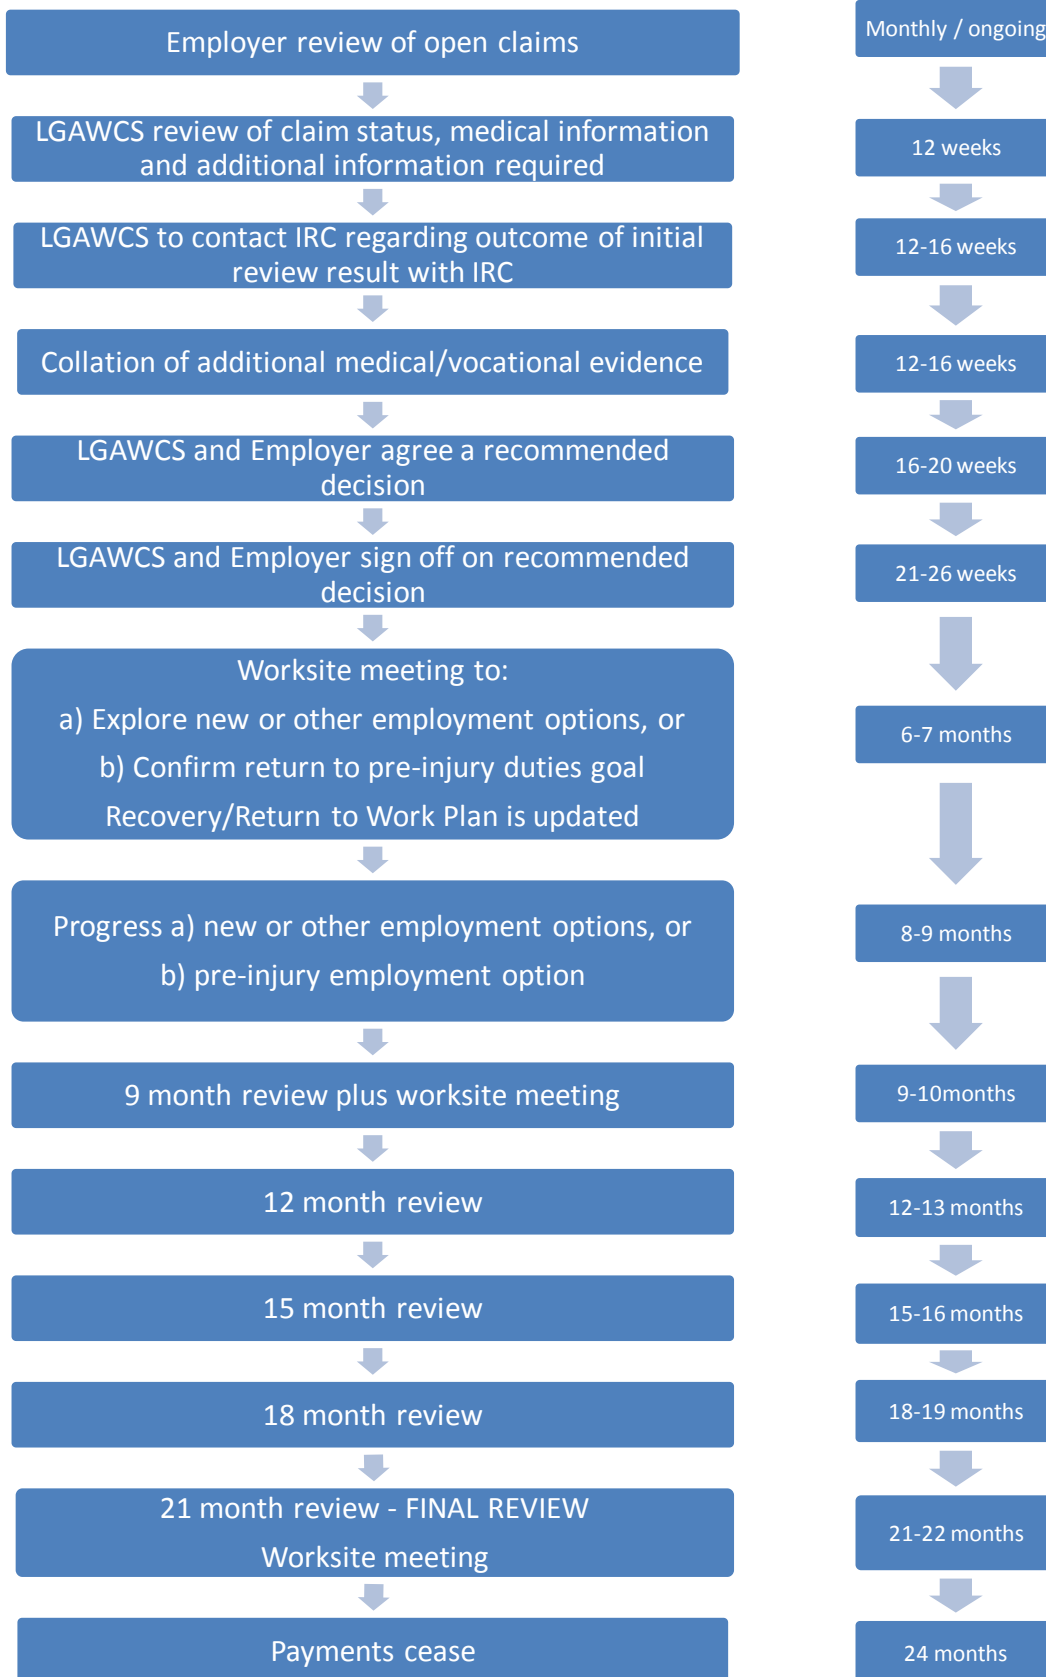 Employer review of open claims
Monthly / ongoing
LGAWCS review of claim status, medical information
and additional information required
12 weeks
LGAWCS to contact IRC regarding outcome of initial
review result with IRC
12-16 weeks
Collation of additional medical/vocational evidence
12-16 weeks
LGAWCS and Employer agree a recommended
decision
16-20 weeks
LGAWCS and Employer sign off on recommended
decision
21-26 weeks
Worksite meeting to:
a) Explore new or other employment options, or
b) Confirm return to pre-injury duties goal
Recovery/Return to Work Plan is updated
6-7 months
Progress a) new or other employment options, or
b) pre-injury employment option
8-9 months
9 month review plus worksite meeting
9-10months
12 month review
12-13 months
15 month review
15-16 months
18 month review
18-19 months
21 month review - FINAL REVIEW
Worksite meeting
21-22 months
Payments cease
24 months